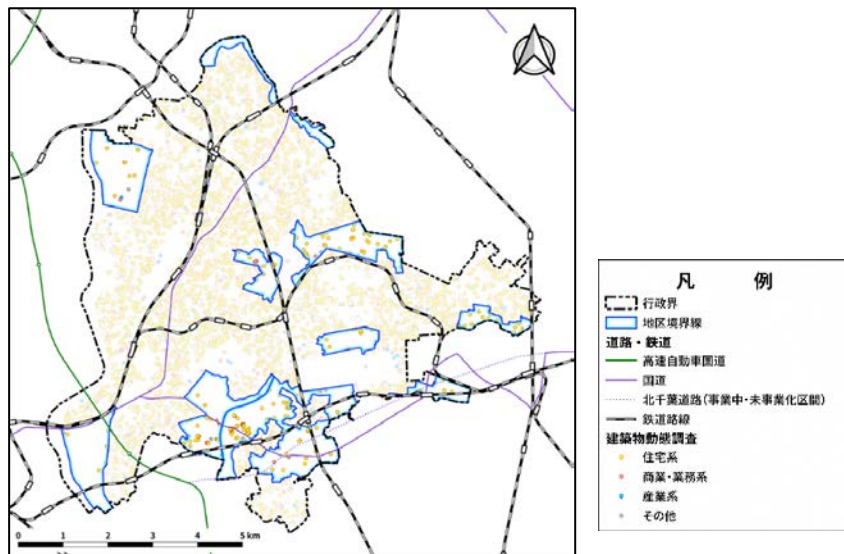 0 1 2 3 4 5 km
凡 例
行政界
地区境界線
道路・鉄道
高速自動車国道
国道
北千葉道路(事業中・未事業化区間)
鉄道路線
建築物動態調査
住宅系
商業・業務系
産業系
その他